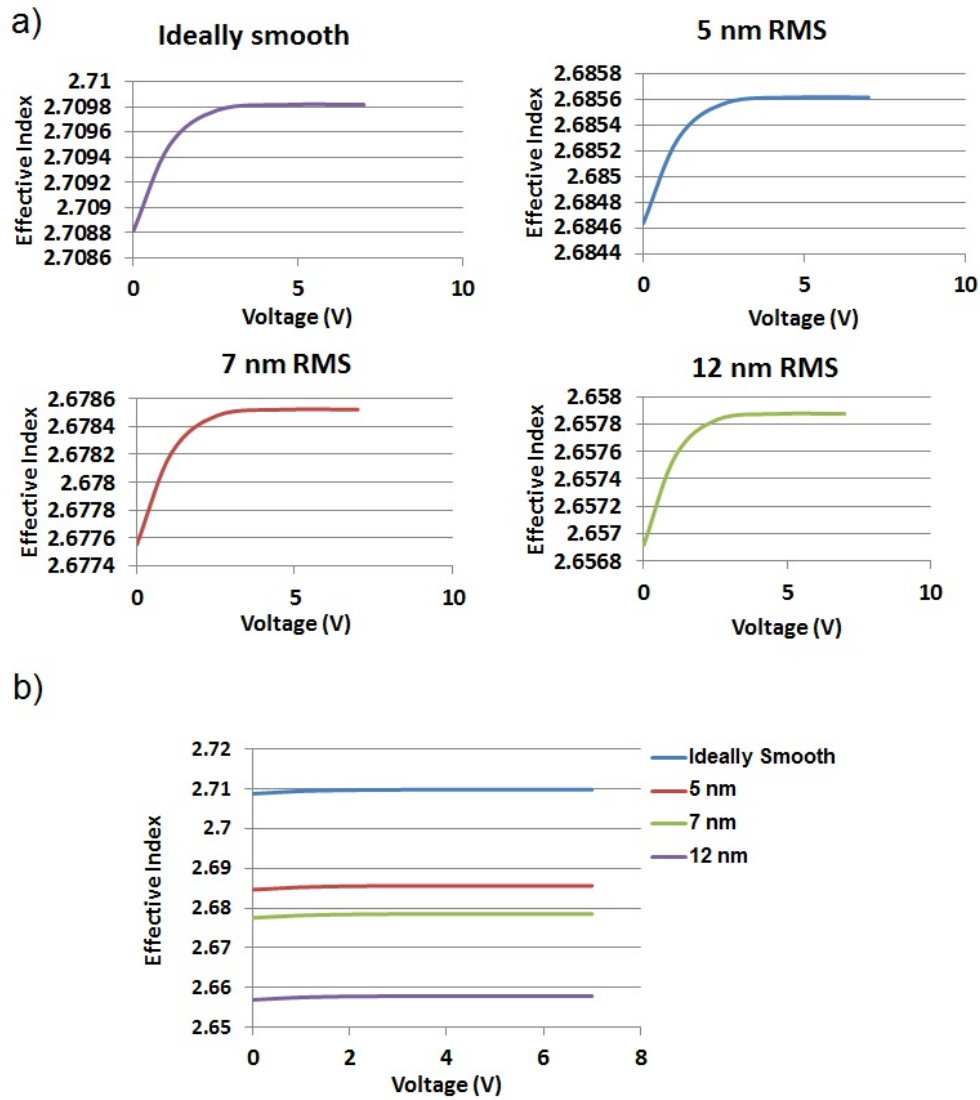 a)
Ideally smooth
2.71
2.7098
2.7096
2.7094
2.7092
2.709
2.7088
2.7086
Effective Index
0 5 10
Voltage (V)
5 nm RMS
2.6858
2.6856
2.6854
2.6852
2.685
2.6848
2.6846
2.6844
Effective Index
0 5 10
Voltage (V)
7 nm RMS
2.6786
2.6784
2.6782
2.678
2.6778
2.6776
2.6774
Effective Index
0 5 10
Voltage (V)
12 nm RMS
2.658
2.6578
2.6576
2.6574
2.6572
2.657
2.6568
Effective Index
0 5 10
Voltage (V)
b)
2.72
2.71
2.7
2.69
2.68
2.67
2.66
2.65
Effective Index
0 2 4 6 8
Voltage (V)
Ideally Smooth
5 nm
7 nm
12 nm